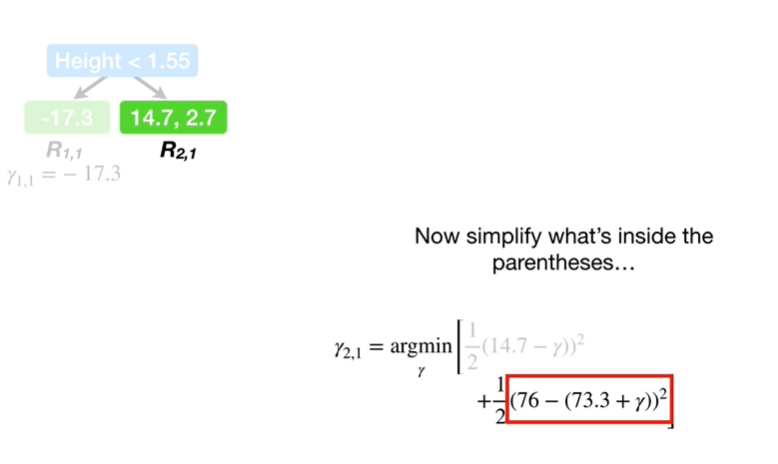 Height < 1.55
-17.3
14.7, 2.7
R1,1
R2,1
γ1,1 = − 17.3
Now simplify what’s inside the
parentheses…
γ2,1 = argmin [ 1/2 (14.7 − γ))²
γ
+ 1/2 (76 − (73.3 + γ))² ]